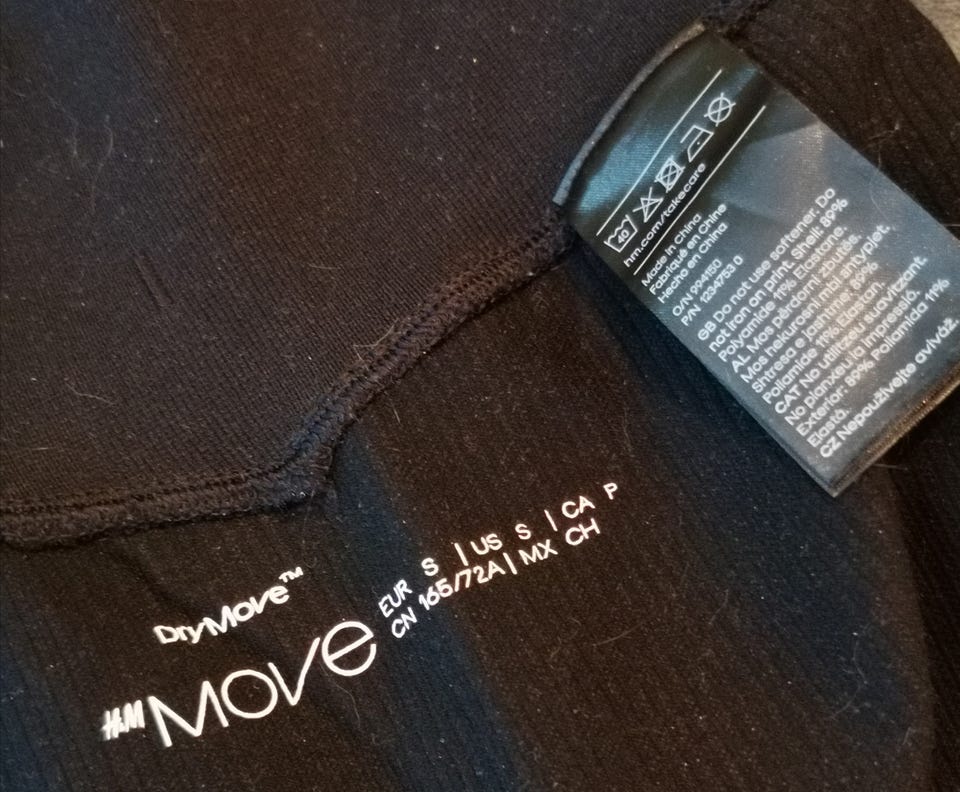 DryMove™
H&M MOVE
EUR S | US S | CA P
CN 165/72A | MX CH
40
hm.com/takecare
Made in China
Fabriqué en Chine
Hecho en China
O/N 994150
P/N 1234753 0
GB Do not use softener. Do
not iron on print. Shell: 89%
Polyamide 11% Elastane.
AL Mos përdorni zbutës.
Mos hekurosni mbi shtypjet.
Shtresa e jashtme: 89%
Poliamide 11% Elastan.
CAT No utilitzeu suavitzant.
No planxeu la impressió.
Exterior: 89% Poliamida 11%
Elastà.
CZ Nepoužívejte aviváž.